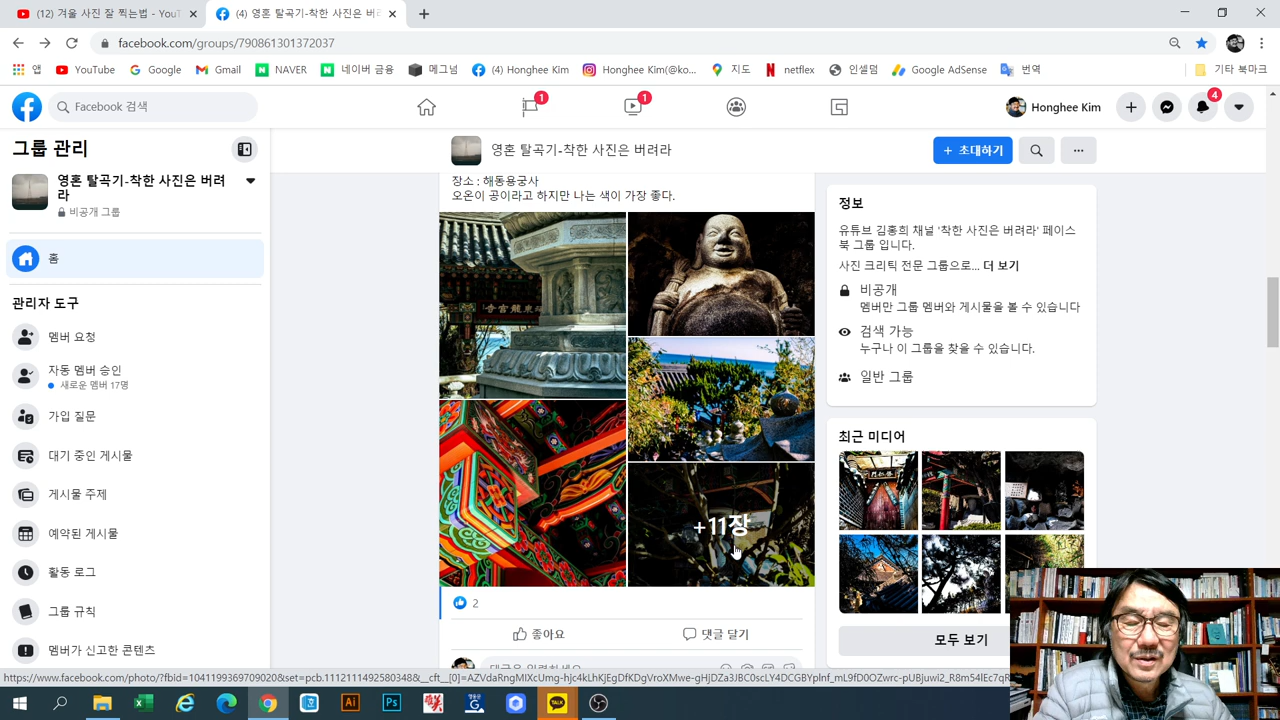 (12) 겨울 사진 잘 찍는법 - YouT
(4) 영혼 탈곡기-착한 사진은 버려
facebook.com/groups/790861301372037
앱 YouTube Google Gmail NAVER 네이버 금융 메그넘 (4) Honghee Kim Honghee Kim(@ko... 지도 netflex 인셀덤 Google AdSense 번역 기타 북마크
Facebook 검색
1
1
Honghee Kim
4
그룹 관리
영혼 탈곡기-착한 사진은 버려
라
비공개 그룹
홈
관리자 도구
멤버 요청
자동 멤버 승인
새로운 멤버 17명
가입 질문
대기 중인 게시물
게시물 주제
예약된 게시물
활동 로그
그룹 규칙
멤버가 신고한 콘텐츠
영혼 탈곡기-착한 사진은 버려라
+ 초대하기
장소 : 해동용궁사
오온이 공이라고 하지만 나는 색이 가장 좋다.
+11장
2
좋아요
댓글 달기
정보
유튜브 김홍희 채널 '착한 사진은 버려라' 페이스
북 그룹 입니다.
사진 크리틱 전문 그룹으로... 더 보기
비공개
멤버만 그룹 멤버와 게시물을 볼 수 있습니다
검색 가능
누구나 이 그룹을 찾을 수 있습니다.
일반 그룹
최근 미디어
모두 보기
Ai
Ps
TALK